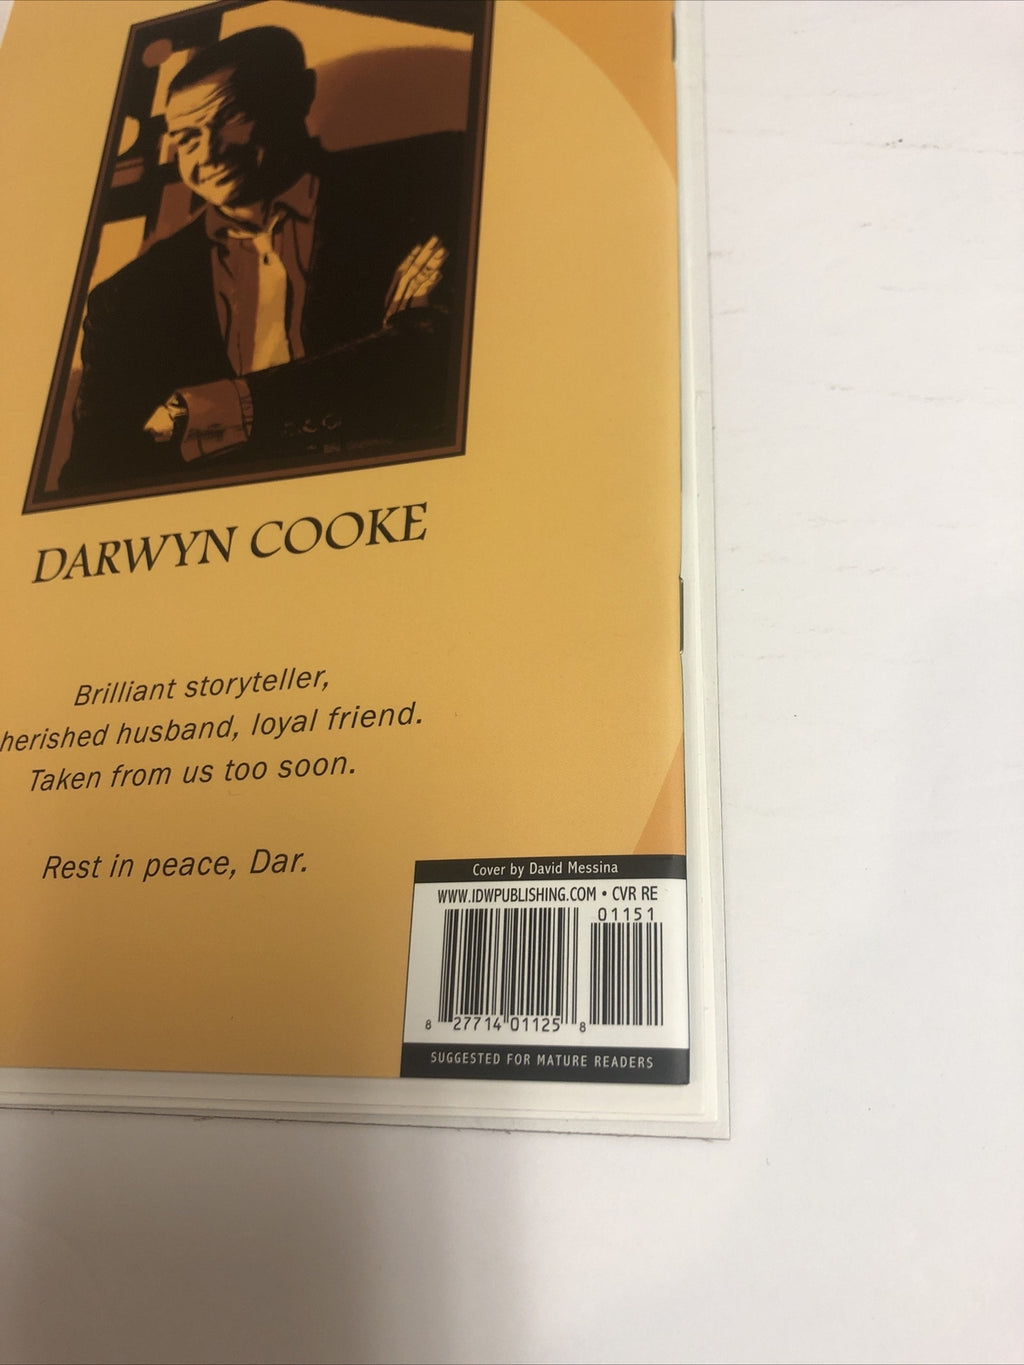 DARWYN COOKE
Brilliant storyteller,
herished husband, loyal friend.
Taken from us too soon.
Rest in peace, Dar.
Cover by David Messina
WWW.IDWPUBLISHING.COM • CVR RE
01151
8 27714 01125 8
SUGGESTED FOR MATURE READERS